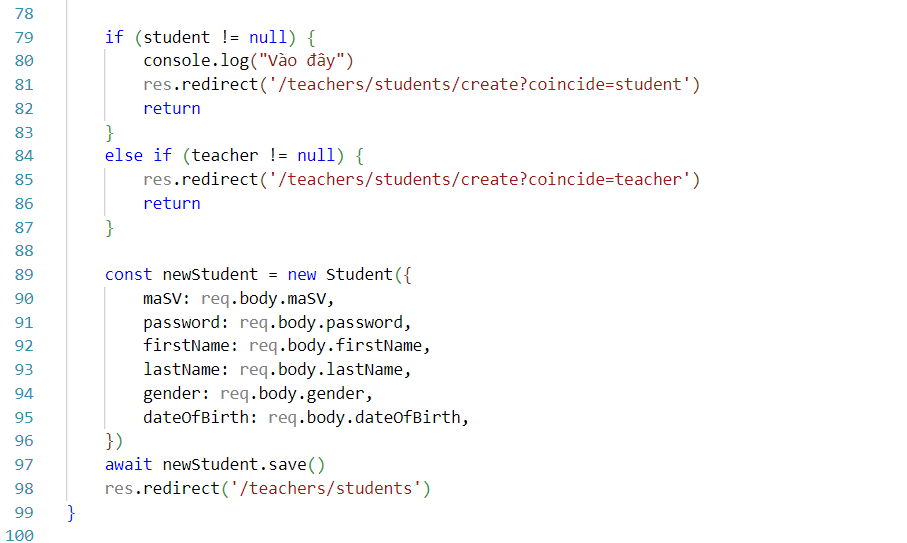 78
79 if (student != null) {
80 console.log("Vào đây")
81 res.redirect('/teachers/students/create?coincide=student')
82 return
83 }
84 else if (teacher != null) {
85 res.redirect('/teachers/students/create?coincide=teacher')
86 return
87 }
88
89 const newStudent = new Student({
90 maSV: req.body.maSV,
91 password: req.body.password,
92 firstName: req.body.firstName,
93 lastName: req.body.lastName,
94 gender: req.body.gender,
95 dateOfBirth: req.body.dateOfBirth,
96 })
97 await newStudent.save()
98 res.redirect('/teachers/students')
99 }
100